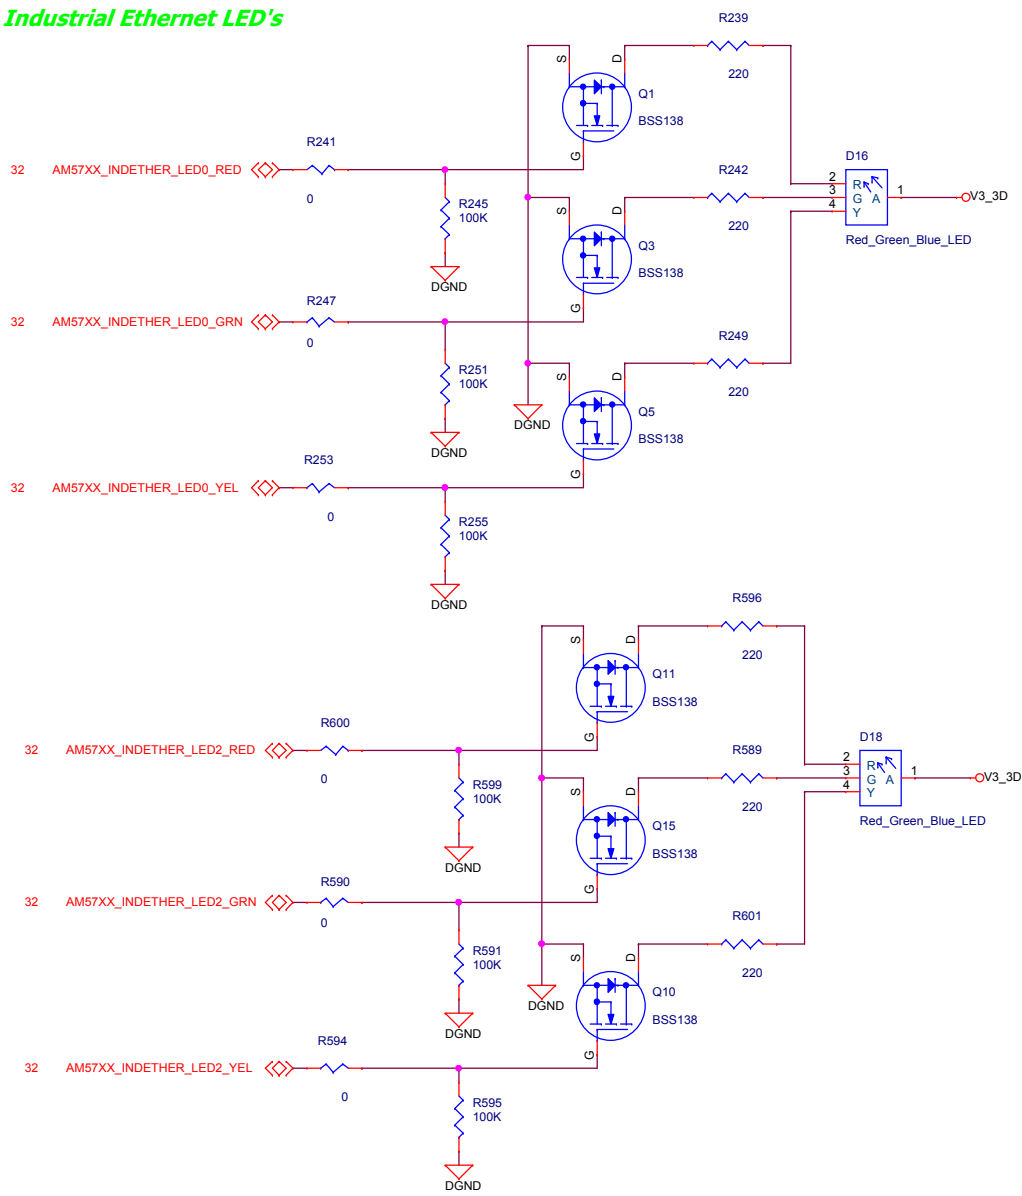 Industrial Ethernet LED's
R239
220
S
D
Q1
BSS138
G
R241
32 AM57XX_INDETHER_LED0_RED
0
R245
100K
DGND
R242
220
S
D
Q3
BSS138
G
D16
2
3
4
R
G A
Y
1
V3_3D
Red_Green_Blue_LED
R247
32 AM57XX_INDETHER_LED0_GRN
0
R251
100K
DGND
R249
220
S
D
Q5
BSS138
G
DGND
R253
32 AM57XX_INDETHER_LED0_YEL
0
R255
100K
DGND
R596
220
S
D
Q11
BSS138
G
R600
32 AM57XX_INDETHER_LED2_RED
0
R599
100K
DGND
R589
220
S
D
Q15
BSS138
G
D18
2
3
4
R
G A
Y
1
V3_3D
Red_Green_Blue_LED
R590
32 AM57XX_INDETHER_LED2_GRN
0
R591
100K
DGND
R601
220
S
D
Q10
BSS138
G
DGND
R594
32 AM57XX_INDETHER_LED2_YEL
0
R595
100K
DGND